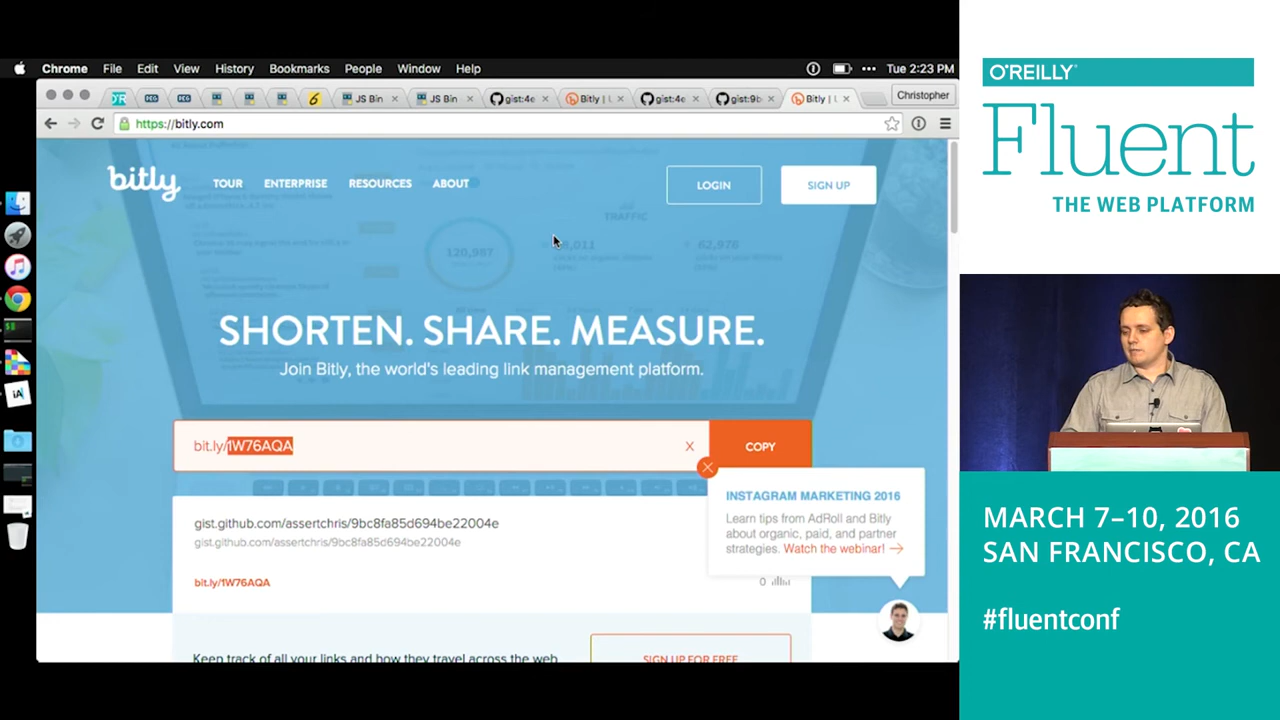 Chrome File Edit View History Bookmarks People Window Help
Tue 2:23 PM
JS Bin
JS Bin
gist:4e
Bitly | L
gist:4e
gist:9b
Bitly | L
Christopher
https://bitly.com
bitly
TOUR ENTERPRISE RESOURCES ABOUT
LOGIN
SIGN UP
TRAFFIC
120,987
62,976
SHORTEN. SHARE. MEASURE.
Join Bitly, the world's leading link management platform.
bit.ly/1W76AQA
X
COPY
INSTAGRAM MARKETING 2016
Learn tips from AdRoll and Bitly
about organic, paid, and partner
strategies. Watch the webinar! →
gist.github.com/assertchris/9bc8fa85d694be22004e
gist.github.com/assertchris/9bc8fa85d694be22004e
bit.ly/1W76AQA
0
Keep track of all your links and how they travel across the web
SIGN UP FOR FREE
iA
O'REILLY
Fluent
THE WEB PLATFORM
MARCH 7–10, 2016
SAN FRANCISCO, CA
#fluentconf